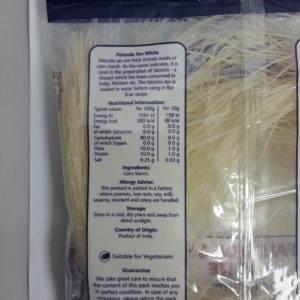 Falooda Sev White
Falooda sev are thick strands made of
corn starch. As the name indicates, it is
used in the preparation of falooda - a
dessert which has been consumed in
India, Pakistan etc. The falooda sev is
soaked in water before using in the
final recipe.
Nutritional Information:
Typical values Per 100g Per 10g
Energy kJ 1591 kJ 159 kJ
Energy kcal 380 kcal 38 kcal
Fat 0.0 g 0.0 g
of which Saturates 0.0 g 0.0 g
Carbohydrate 80.0 g 8.0 g
of which Sugars 0.0 g 0.0 g
Fibre 10.0 g 1.0 g
Protein 10.0 g 1.0 g
Salt 0.25 g 0.03 g
Ingredients:
Corn Starch.
Allergy Advise:
This product is packed in a factory
where peanuts, tree nuts, soy, milk,
sesame, mustard and celery are handled.
Storage:
Store in a cool, dry place and away from
direct sunlight.
Country of Origin:
Product of India.
Suitable for Vegetarians
Guarantee
We take great care to ensure that
the content of this pack reaches you
in perfect condition. In case of any
please return the pack